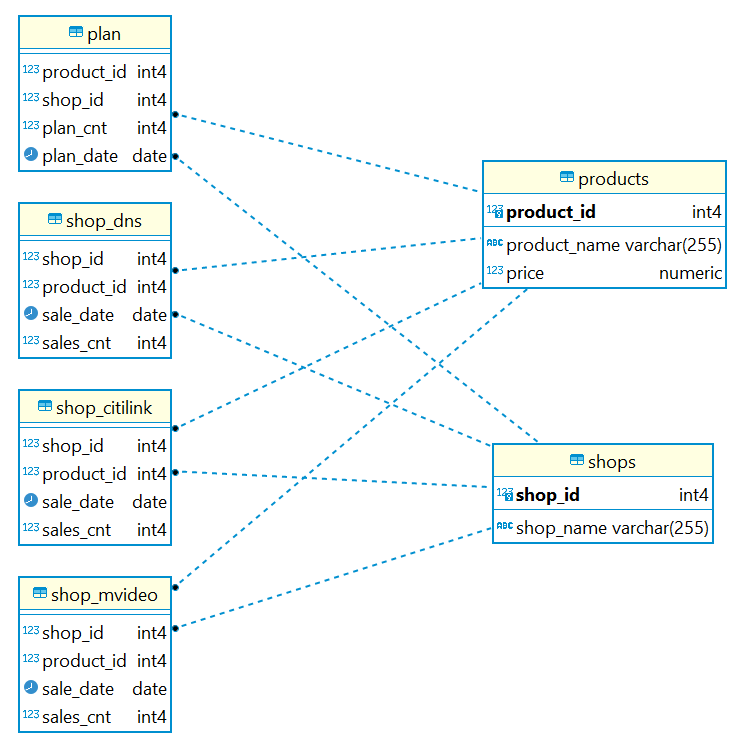 plan
123 product_id int4
123 shop_id int4
123 plan_cnt int4
plan_date date
shop_dns
123 shop_id int4
123 product_id int4
sale_date date
123 sales_cnt int4
shop_citilink
123 shop_id int4
123 product_id int4
sale_date date
123 sales_cnt int4
shop_mvideo
123 shop_id int4
123 product_id int4
sale_date date
123 sales_cnt int4
products
123 product_id int4
ABC product_name varchar(255)
123 price numeric
shops
123 shop_id int4
ABC shop_name varchar(255)